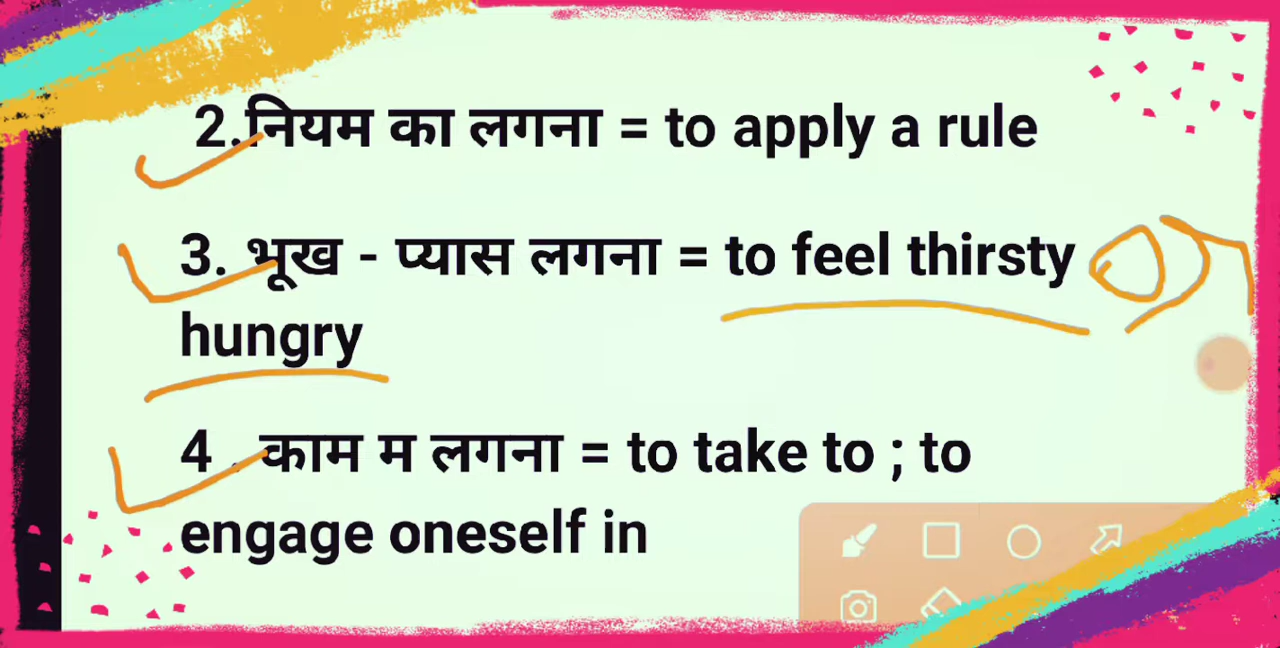 2.नियम का लगना = to apply a rule
3. भूख - प्यास लगना = to feel thirsty
hungry
4 . काम म लगना = to take to ; to
engage oneself in